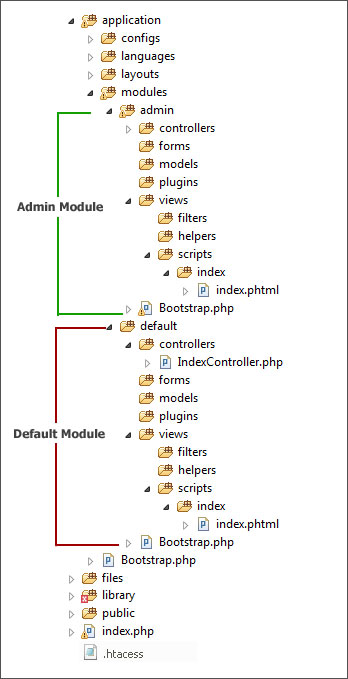 application
configs
languages
layouts
modules
admin
controllers
forms
models
plugins
views
filters
helpers
scripts
index
index.phtml
Bootstrap.php
Admin Module
default
controllers
IndexController.php
forms
models
plugins
views
filters
helpers
scripts
index
index.phtml
Bootstrap.php
Default Module
Bootstrap.php
files
library
public
index.php
.htacess